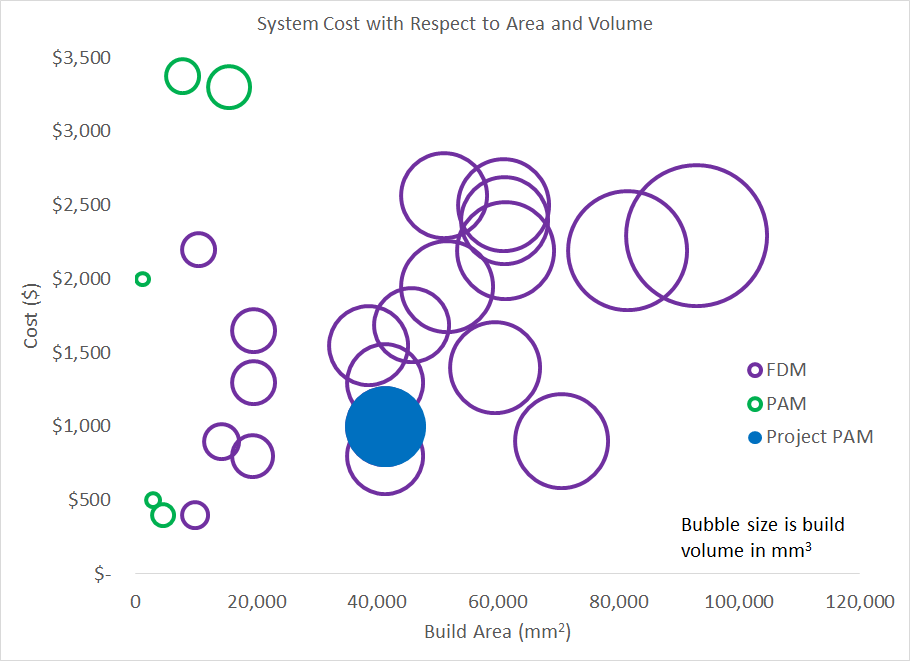 System Cost with Respect to Area and Volume
$3,500
$3,000
$2,500
$2,000
$1,500
$1,000
$500
$-
Cost ($)
0 20,000 40,000 60,000 80,000 100,000 120,000
Build Area (mm²)
FDM
PAM
Project PAM
Bubble size is build
volume in mm³